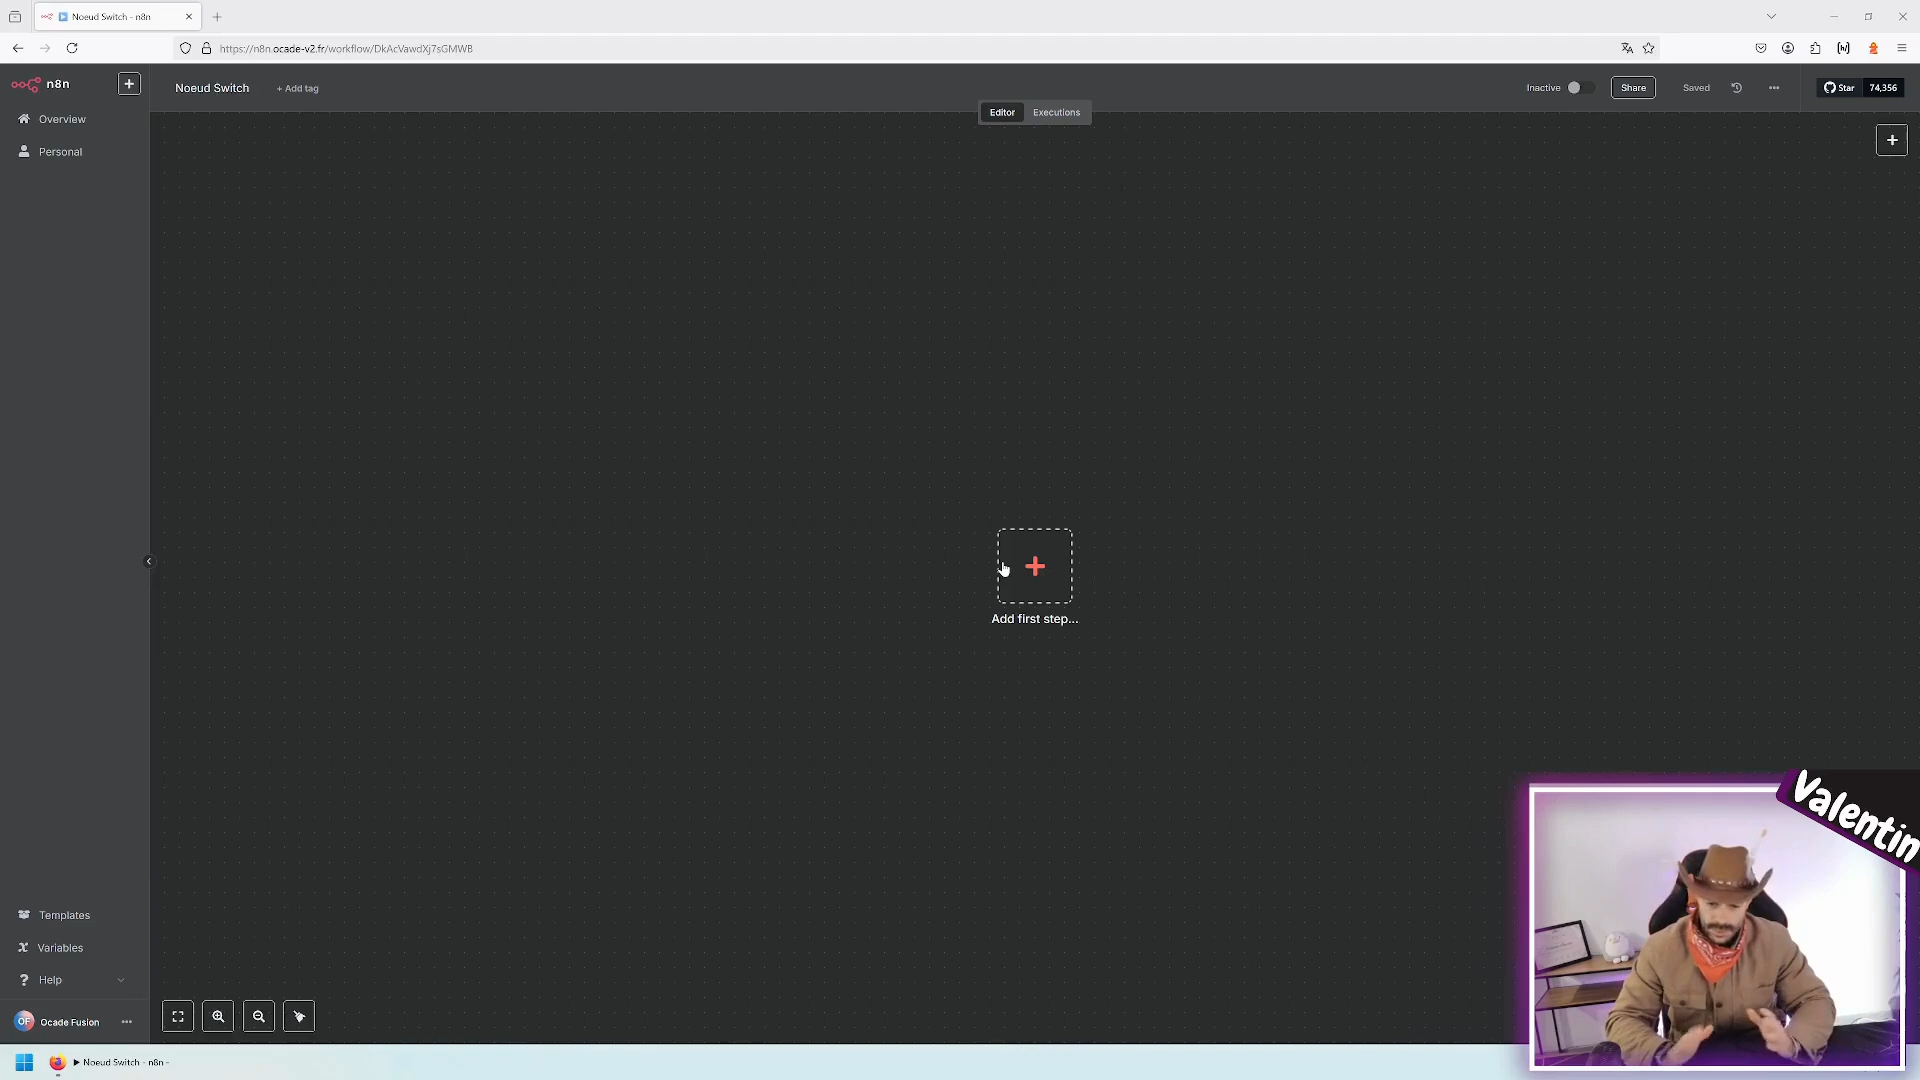 Noeud Switch - n8n
https://n8n.ocade-v2.fr/workflow/DkAcVawdXj7sGMWB
n8n
Noeud Switch
+ Add tag
Inactive
Share
Saved
Star
74,356
Editor
Executions
Overview
Personal
Add first step...
Valentin
Templates
Variables
Help
OF
Ocade Fusion
Noeud Switch - n8n -